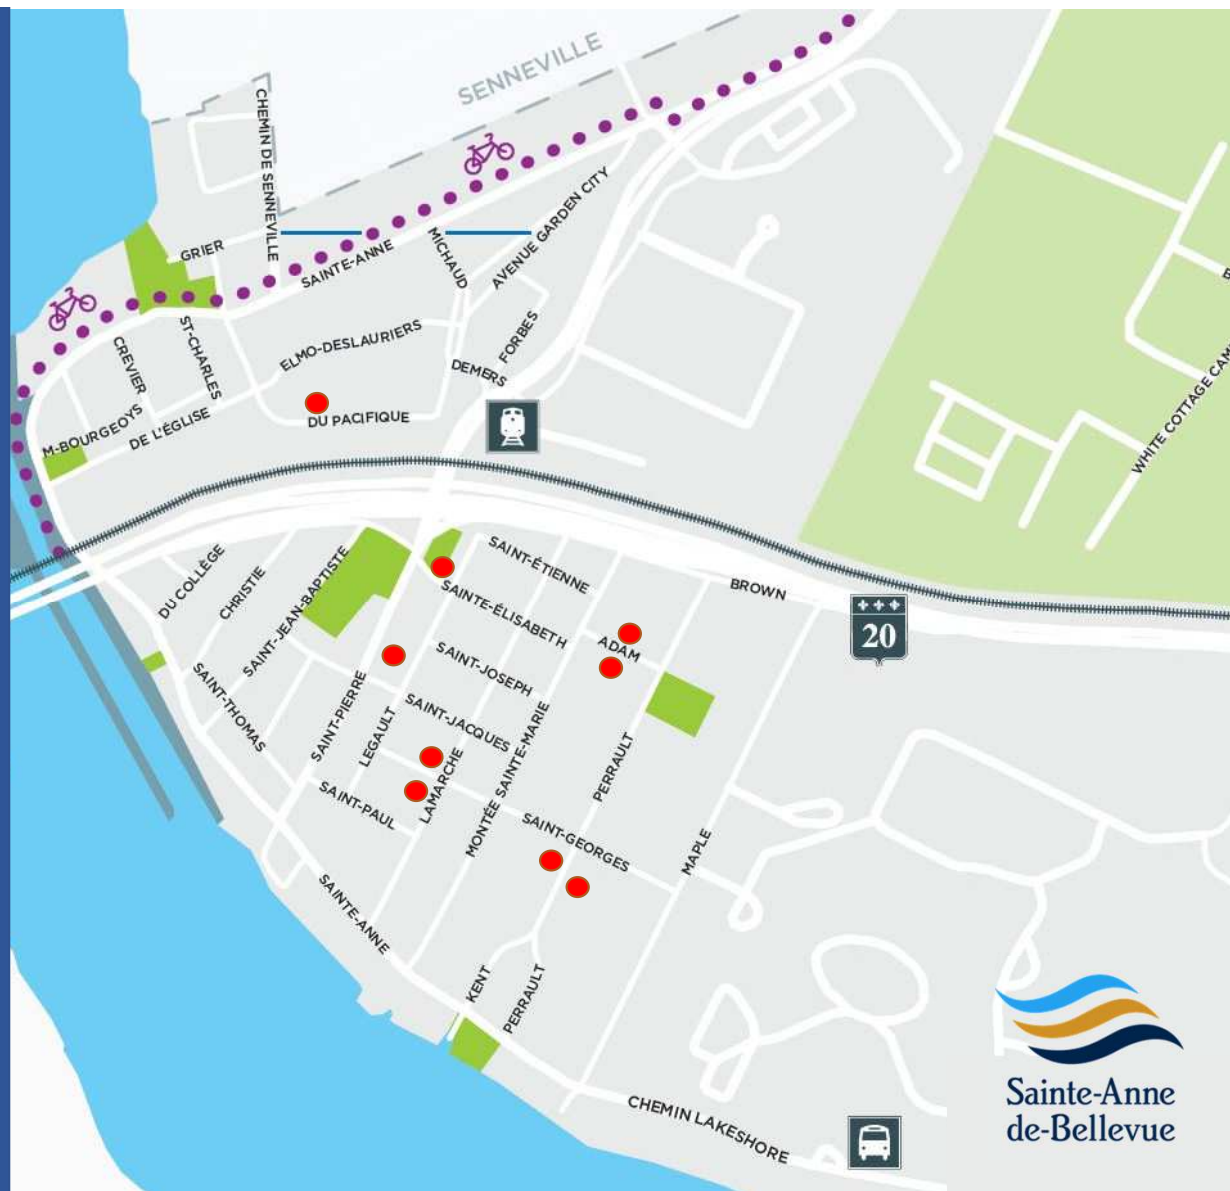 SENNEVILLE
CHEMIN DE SENNEVILLE
GRIER
SAINTE-ANNE
MICHAUD
AVENUE GARDEN CITY
ST-CHARLES
CREVIER
ELMO-DESLAURIERS
FORBES
DEMERS
M-BOURGEOYS
DE L'ÉGLISE
DU PACIFIQUE
WHITE COTTAGE
DU COLLÈGE
CHRISTIE
SAINT-JEAN-BAPTISTE
SAINT-ÉTIENNE
SAINTE-ÉLISABETH
BROWN
20
ADAM
SAINT-JOSEPH
SAINT-THOMAS
SAINT-PIERRE
LEGAULT
SAINT-JACQUES
LAMARCHE
MONTÉE SAINTE-MARIE
PERRAULT
SAINT-PAUL
SAINT-GEORGES
MAPLE
SAINTE-ANNE
KENT
PERRAULT
CHEMIN LAKESHORE
Sainte-Anne
de-Bellevue